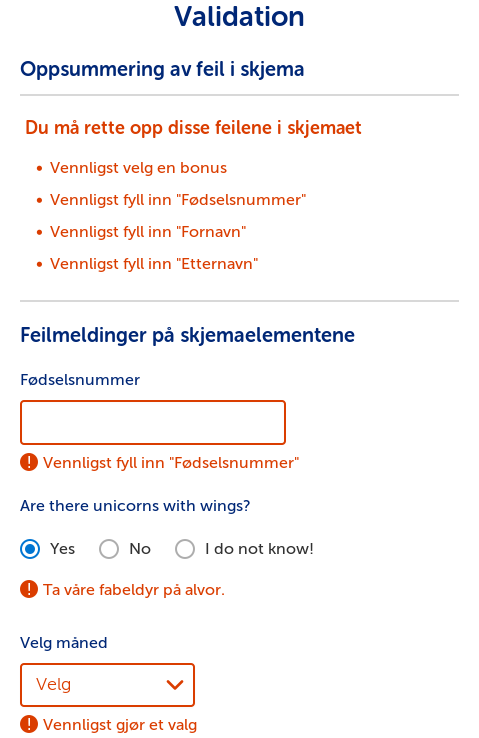 Validation
Oppsummering av feil i skjema
Du må rette opp disse feilene i skjemaet
• Vennligst velg en bonus
• Vennligst fyll inn "Fødselsnummer"
• Vennligst fyll inn "Fornavn"
• Vennligst fyll inn "Etternavn"
Feilmeldinger på skjemaelementene
Fødselsnummer
! Vennligst fyll inn "Fødselsnummer"
Are there unicorns with wings?
Yes No I do not know!
! Ta våre fabeldyr på alvor.
Velg måned
Velg
! Vennligst gjør et valg